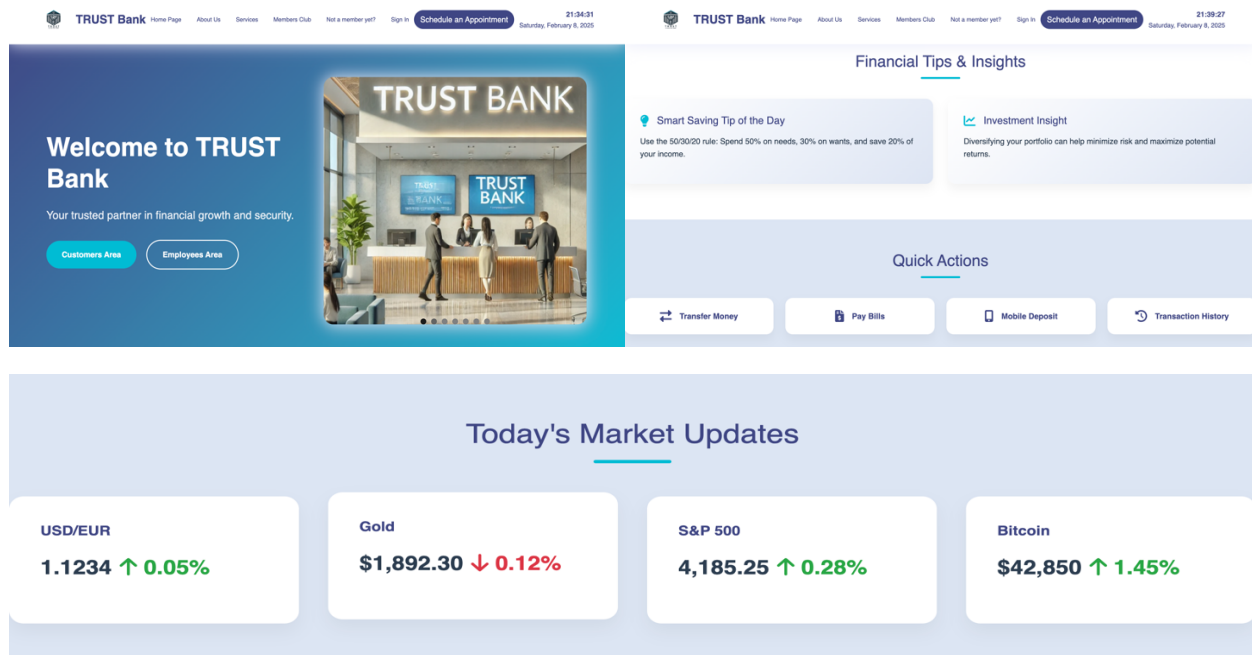 TRUST Bank Home Page About Us Services Members Club Not a member yet? Sign In Schedule an Appointment 21:34:31
Saturday, February 8, 2025
Welcome to TRUST
Bank
Your trusted partner in financial growth and security.
Customers Area Employees Area
TRUST BANK
TRUST
BANK
TRUST
BANK
TRUST Bank Home Page About Us Services Members Club Not a member yet? Sign In Schedule an Appointment 21:39:27
Saturday, February 8, 2025
Financial Tips & Insights
Smart Saving Tip of the Day
Use the 50/30/20 rule: Spend 50% on needs, 30% on wants, and save 20% of
your income.
Investment Insight
Diversifying your portfolio can help minimize risk and maximize potential
returns.
Quick Actions
Transfer Money Pay Bills Mobile Deposit Transaction History
Today's Market Updates
USD/EUR
1.1234 ↑ 0.05%
Gold
$1,892.30 ↓ 0.12%
S&P 500
4,185.25 ↑ 0.28%
Bitcoin
$42,850 ↑ 1.45%